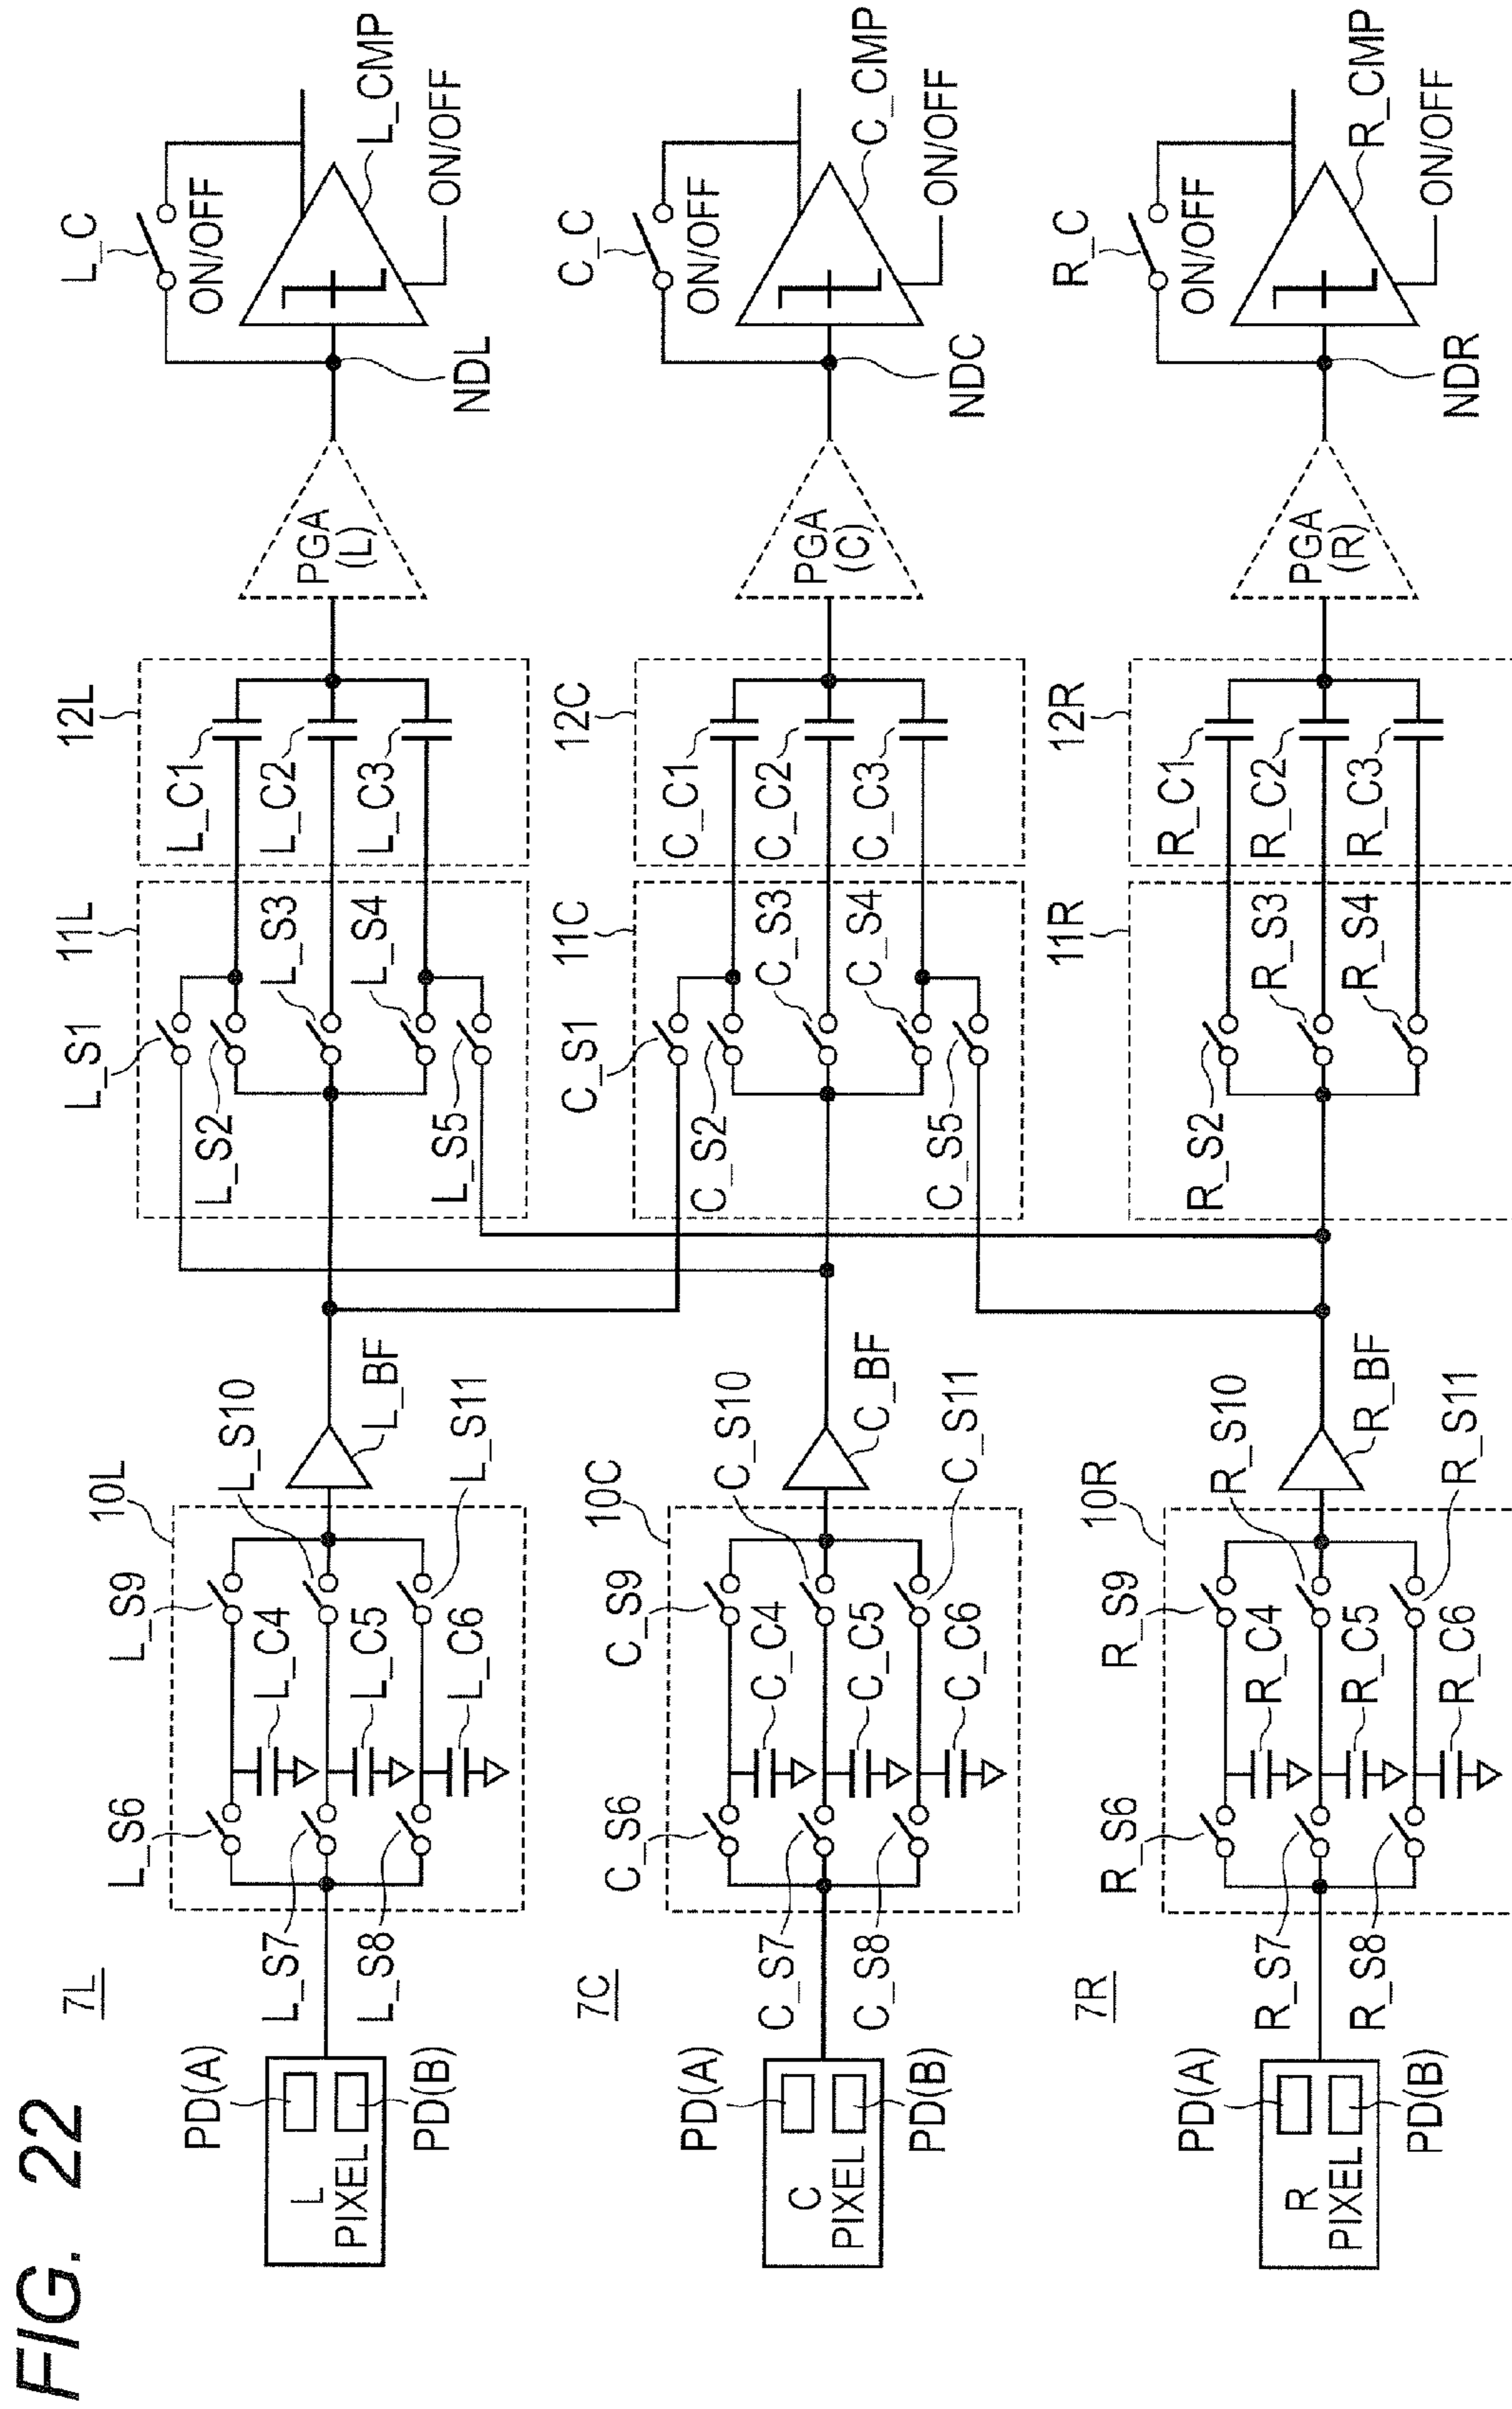 FIG. 22
7L
PD(A)
L
PIXEL
PD(B)
10L
L_S6
L_S7
L_S8
L_C4
L_C5
L_C6
L_S9
L_S10
L_S11
L_BF
11L
L_S1
L_S2
L_S3
L_S4
L_S5
12L
L_C1
L_C2
L_C3
PGA
(L)
NDL
L_C
ON/OFF
L_CMP
ON/OFF
7C
PD(A)
C
PIXEL
PD(B)
10C
C_S6
C_S7
C_S8
C_C4
C_C5
C_C6
C_S9
C_S10
C_S11
C_BF
11C
C_S1
C_S2
C_S3
C_S4
C_S5
12C
C_C1
C_C2
C_C3
PGA
(C)
NDC
C_C
ON/OFF
C_CMP
ON/OFF
7R
PD(A)
R
PIXEL
PD(B)
10R
R_S6
R_S7
R_S8
R_C4
R_C5
R_C6
R_S9
R_S10
R_S11
R_BF
11R
R_S2
R_S3
R_S4
12R
R_C1
R_C2
R_C3
PGA
(R)
NDR
R_C
ON/OFF
R_CMP
ON/OFF